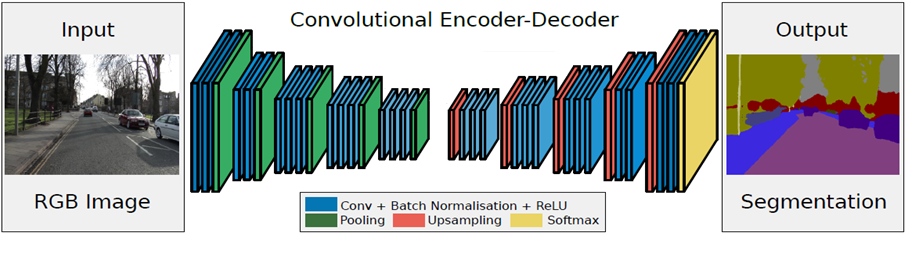 Convolutional Encoder-Decoder
Input
RGB Image
Output
Segmentation
Conv + Batch Normalisation + ReLU
Pooling Upsampling Softmax